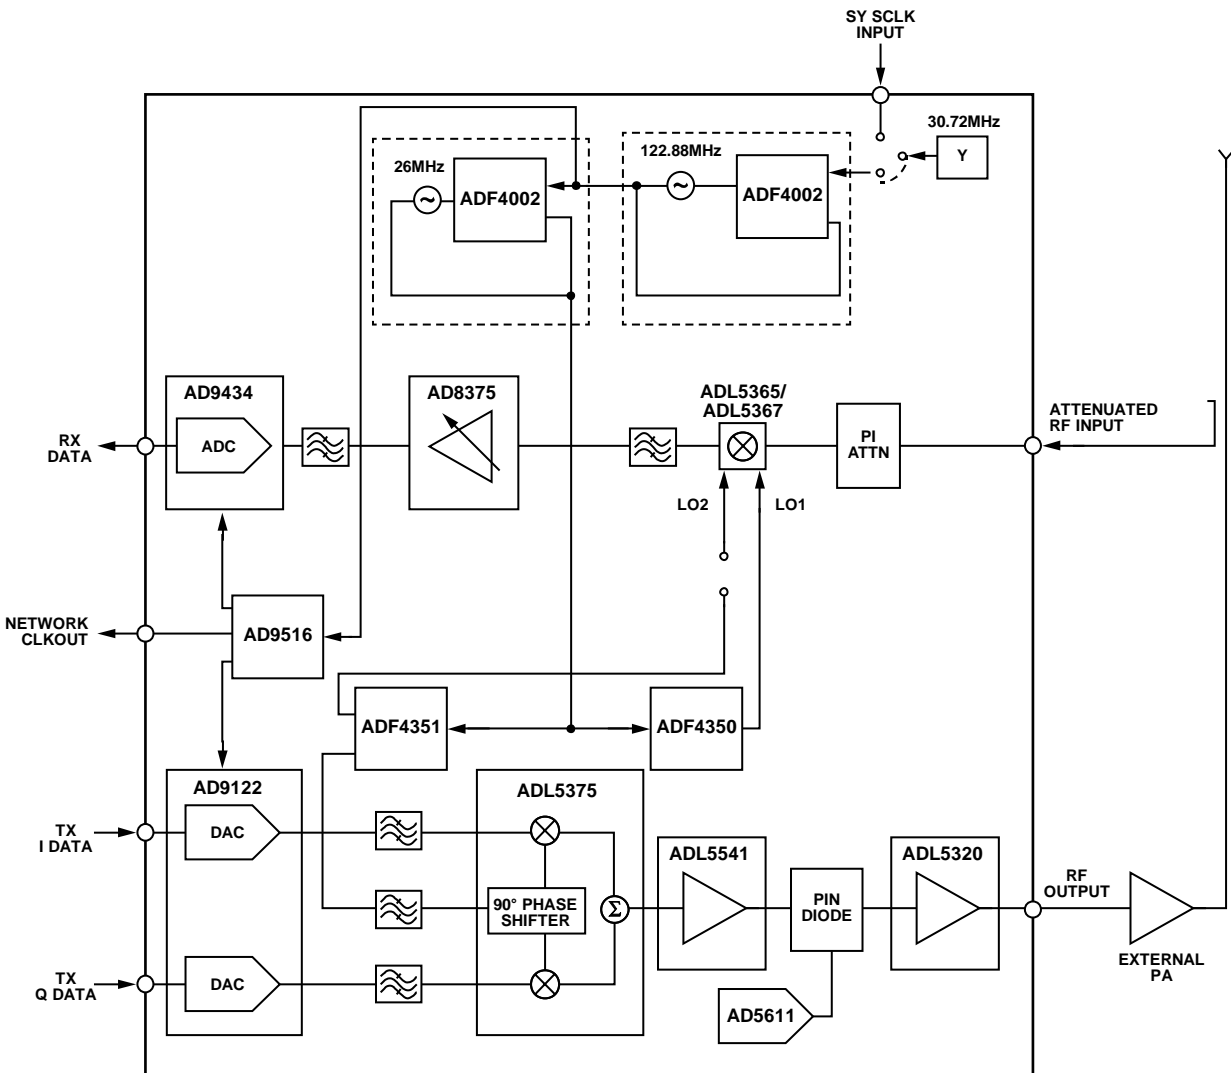 SY SCLK
INPUT
30.72MHz
Y
122.88MHz
ADF4002
26MHz
ADF4002
AD9434
ADC
AD8375
ADL5365/
ADL5367
PI
ATTN
ATTENUATED
RF INPUT
RX
DATA
LO2
LO1
NETWORK
CLKOUT
AD9516
ADF4351
ADF4350
AD9122
DAC
TX
I DATA
ADL5375
90° PHASE
SHIFTER
Σ
ADL5541
PIN
DIODE
ADL5320
RF
OUTPUT
EXTERNAL
PA
TX
Q DATA
DAC
AD5611